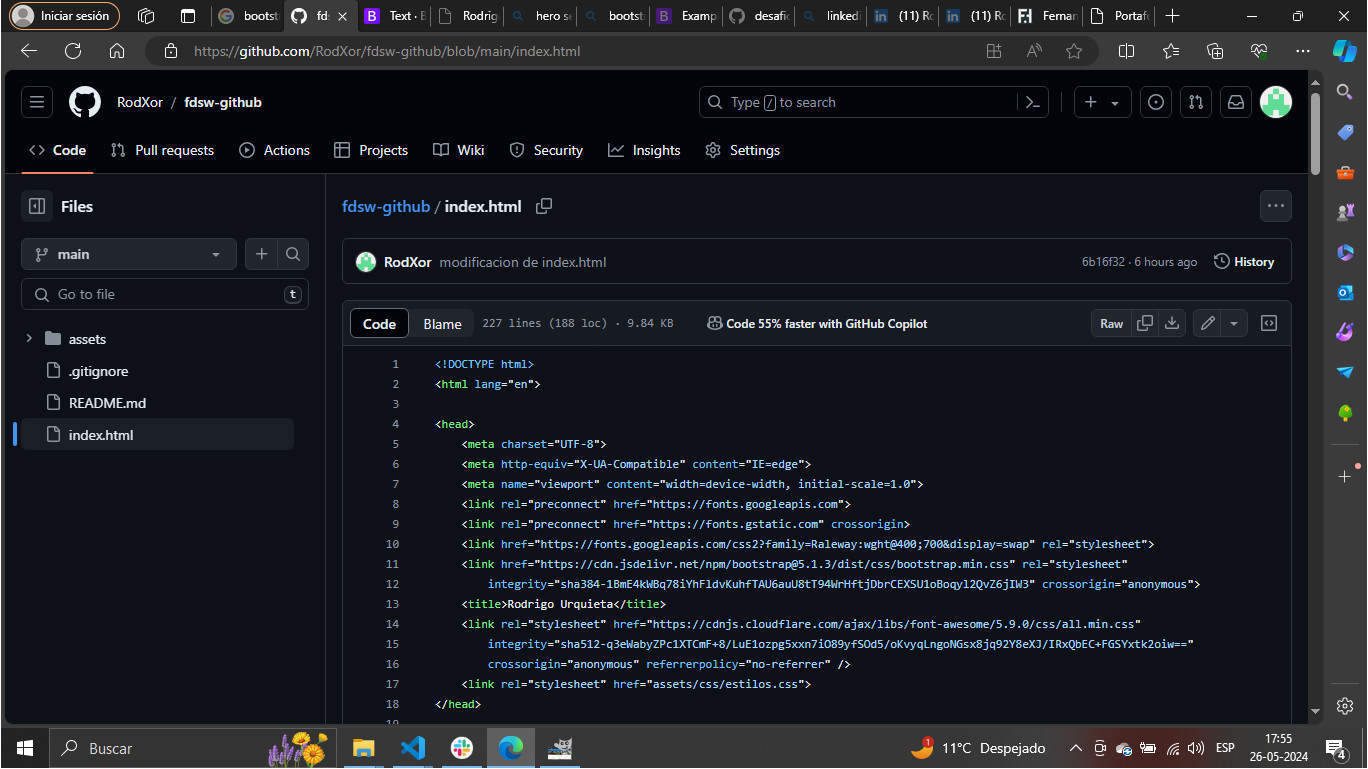 Iniciar sesión
bootst
fds
Text · B
Rodrig
hero se
bootst
Examp
desafio
linkedi
(11) Ro
(11) Ro
Fernar
Portafo
https://github.com/RodXor/fdsw-github/blob/main/index.html
RodXor / fdsw-github
Type / to search
Code
Pull requests
Actions
Projects
Wiki
Security
Insights
Settings
Files
main
Go to file
t
assets
.gitignore
README.md
index.html
fdsw-github / index.html
RodXor modificacion de index.html
6b16f32 · 6 hours ago
History
Code
Blame
227 lines (188 loc) · 9.84 KB
Code 55% faster with GitHub Copilot
Raw
1 <!DOCTYPE html>
2 <html lang="en">
3
4 <head>
5 <meta charset="UTF-8">
6 <meta http-equiv="X-UA-Compatible" content="IE=edge">
7 <meta name="viewport" content="width=device-width, initial-scale=1.0">
8 <link rel="preconnect" href="https://fonts.googleapis.com">
9 <link rel="preconnect" href="https://fonts.gstatic.com" crossorigin>
10 <link href="https://fonts.googleapis.com/css2?family=Raleway:wght@400;700&display=swap" rel="stylesheet">
11 <link href="https://cdn.jsdelivr.net/npm/bootstrap@5.1.3/dist/css/bootstrap.min.css" rel="stylesheet"
12 integrity="sha384-1BmE4kWBq78iYhFldvKuhfTAU6auU8tT94WrHftjDbrCEXSU1oBoqyl2QvZ6jIW3" crossorigin="anonymous">
13 <title>Rodrigo Urquieta</title>
14 <link rel="stylesheet" href="https://cdnjs.cloudflare.com/ajax/libs/font-awesome/5.9.0/css/all.min.css"
15 integrity="sha512-q3eWabyZPc1XTCmF+8/LuE1ozpg5xxn7iO89yfSOd5/oKvyqLngoNGsx8jq92Y8eXJ/IRxQbEC+FGSYxtk2oiw=="
16 crossorigin="anonymous" referrerpolicy="no-referrer" />
17 <link rel="stylesheet" href="assets/css/estilos.css">
18 </head>
19
Buscar
1
11°C Despejado
ESP
17:55
26-05-2024
4